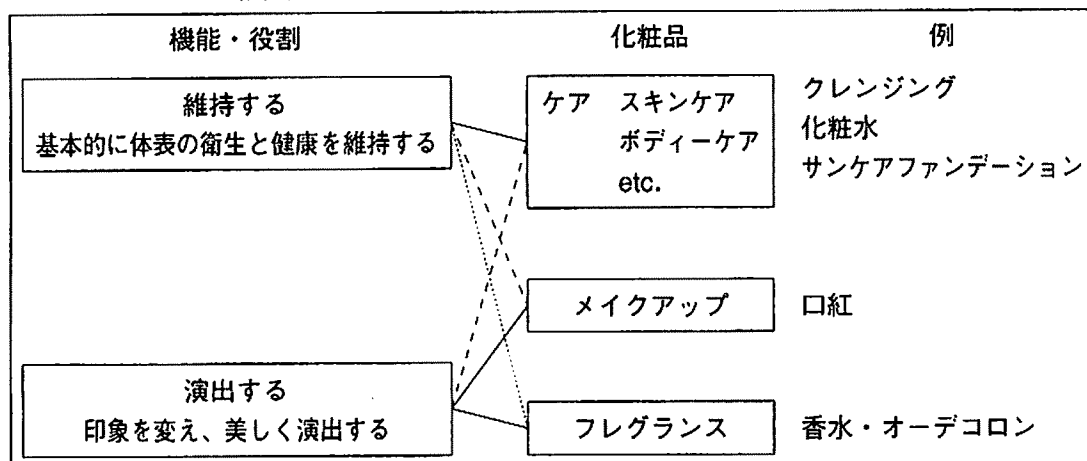 機能・役割
化粧品
例
維持する
基本的に体表の衛生と健康を維持する
ケア スキンケア
ボディーケア
etc.
クレンジング
化粧水
サンケアファンデーション
メイクアップ
口紅
演出する
印象を変え、美しく演出する
フレグランス
香水・オーデコロン